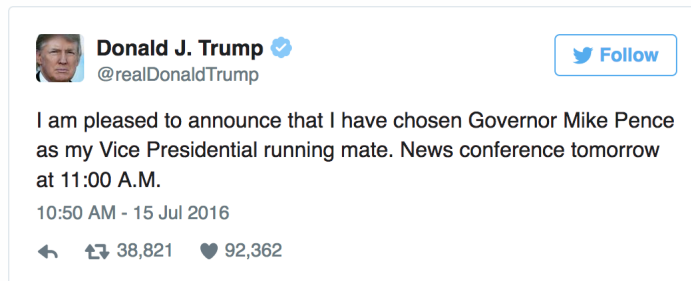 Donald J. Trump
@realDonaldTrump
Follow
I am pleased to announce that I have chosen Governor Mike Pence
as my Vice Presidential running mate. News conference tomorrow
at 11:00 A.M.
10:50 AM - 15 Jul 2016
38,821 92,362